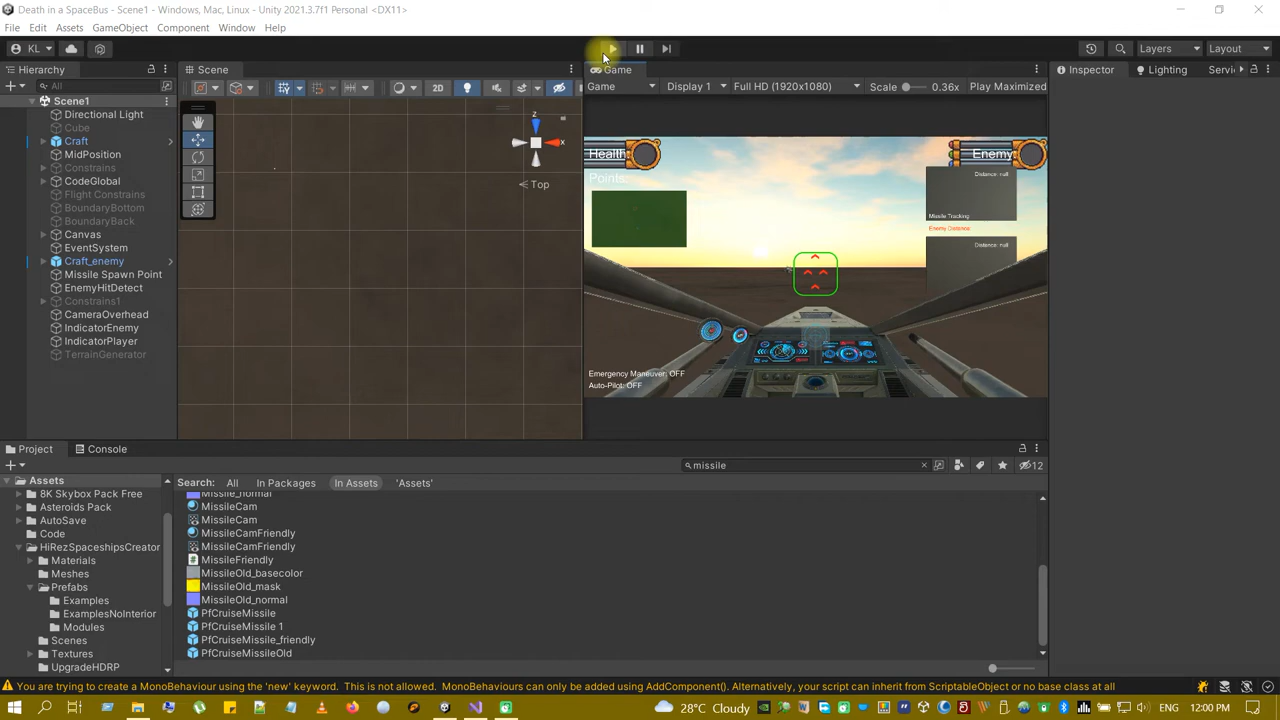 Death in a SpaceBus - Scene1 - Windows, Mac, Linux - Unity 2021.3.7f1 Personal <DX11>
File Edit Assets GameObject Component Window Help
KL Layers Layout
Hierarchy Scene Game Inspector Lighting Servi
All 2D Game Display 1 Full HD (1920x1080) Scale 0.36x Play Maximized
Scene1
Directional Light
Cube
Craft
MidPosition
Constrains
CodeGlobal
Flight Constrains
BoundaryBottom
BoundaryBack
Canvas
EventSystem
Craft_enemy
Missile Spawn Point
EnemyHitDetect
Constrains1
CameraOverhead
IndicatorEnemy
IndicatorPlayer
TerrainGenerator
z
x
Top
Health Enemy
Points:
Distance: null
Missile Tracking
Enemy Distance
Distance: null
Emergency Maneuver: OFF
Auto-Pilot: OFF
Project Console
missile 12
Assets
8K Skybox Pack Free
Asteroids Pack
AutoSave
Code
HiRezSpaceshipsCreator
Materials
Meshes
Prefabs
Examples
ExamplesNoInterior
Modules
Scenes
Textures
UpgradeHDRP
Search: All In Packages In Assets 'Assets'
Missile_normal
MissileCam
MissileCam
MissileCamFriendly
MissileCamFriendly
MissileFriendly
MissileOld_basecolor
MissileOld_mask
MissileOld_normal
PfCruiseMissile
PfCruiseMissile 1
PfCruiseMissile_friendly
PfCruiseMissileOld
You are trying to create a MonoBehaviour using the 'new' keyword. This is not allowed. MonoBehaviours can only be added using AddComponent(). Alternatively, your script can inherit from ScriptableObject or no base class at all
28°C Cloudy ENG 12:00 PM